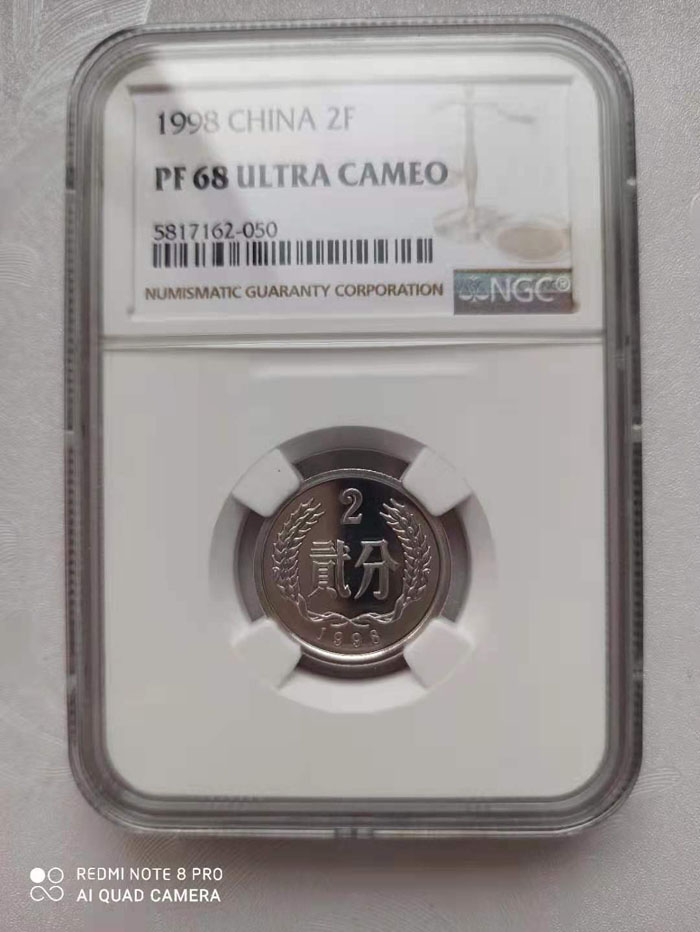 1998 CHINA 2F
PF 68 ULTRA CAMEO
5817162-050
NUMISMATIC GUARANTY CORPORATION
NGC®
2
貳分
1998
REDMI NOTE 8 PRO
AI QUAD CAMERA